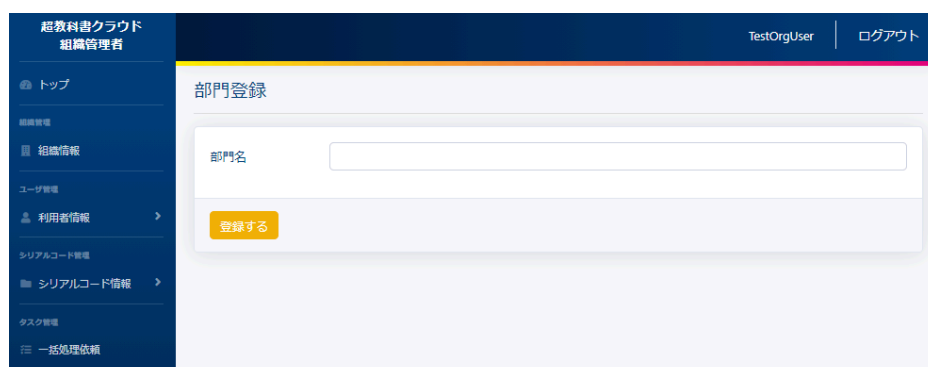 超教科書クラウド
組織管理者
TestOrgUser
ログアウト
トップ
部門登録
組織管理
組織情報
部門名
ユーザ管理
利用者情報
登録する
シリアルコード管理
シリアルコード情報
タスク管理
一括処理依頼